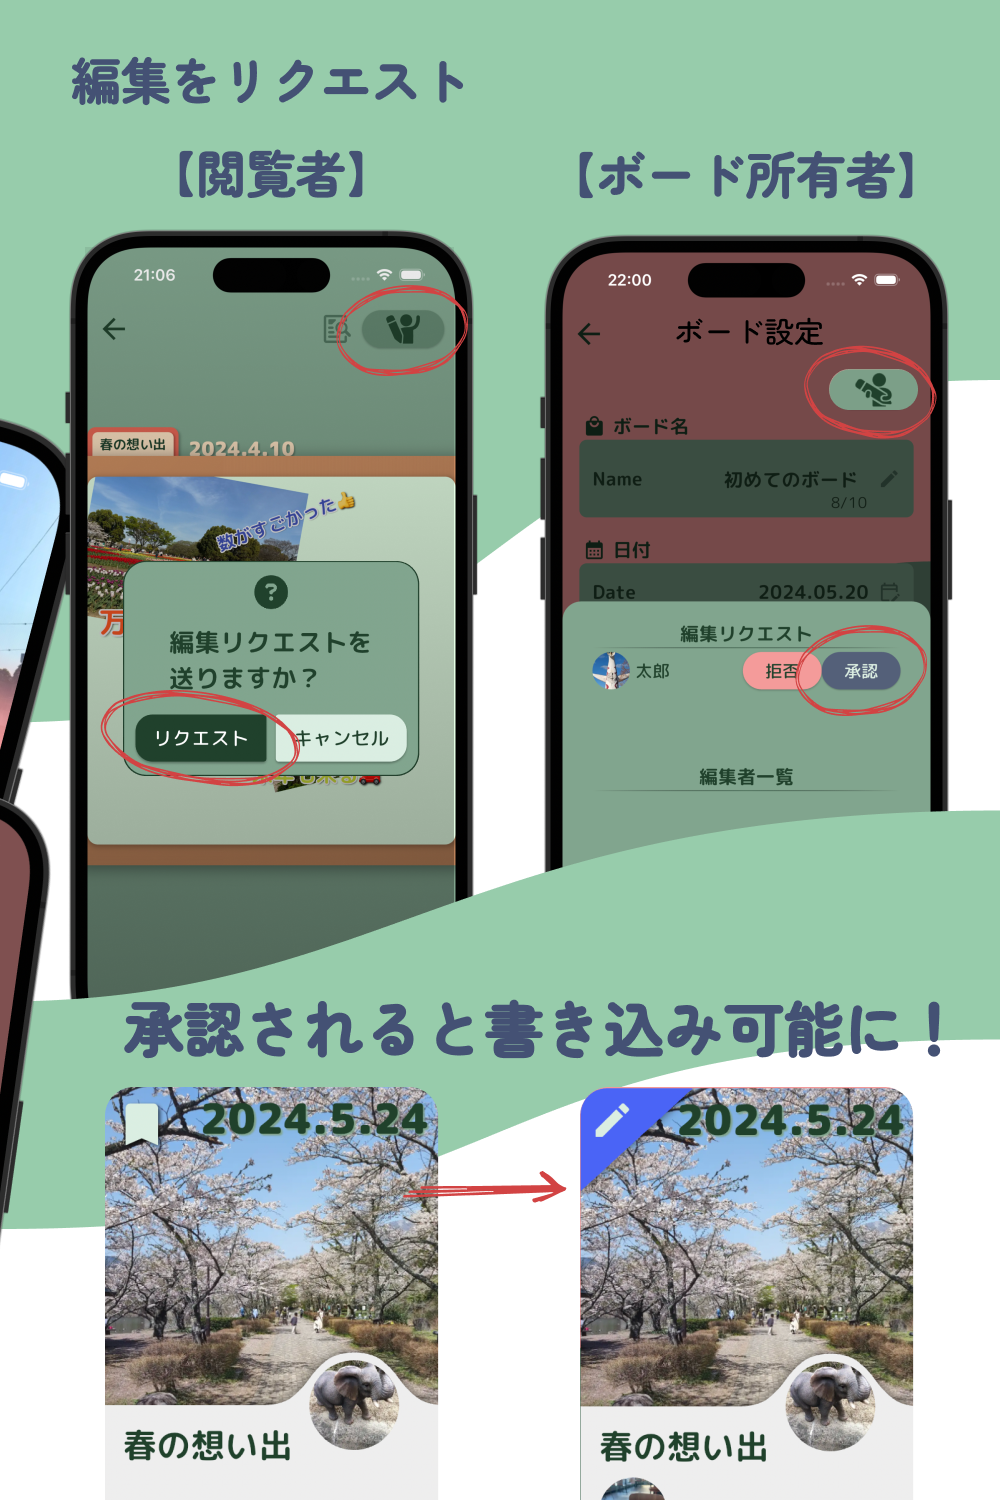 編集をリクエスト
【閲覧者】
【ボード所有者】
21:06
春の想い出
2024.4.10
数がすごかった👍
万
?
編集リクエストを
送りますか？
リクエスト
キャンセル
22:00
ボード設定
ボード名
Name
初めてのボード
8/10
日付
Date
2024.05.20
編集リクエスト
太郎
拒否
承認
編集者一覧
承認されると書き込み可能に！
2024.5.24
春の想い出
2024.5.24
春の想い出